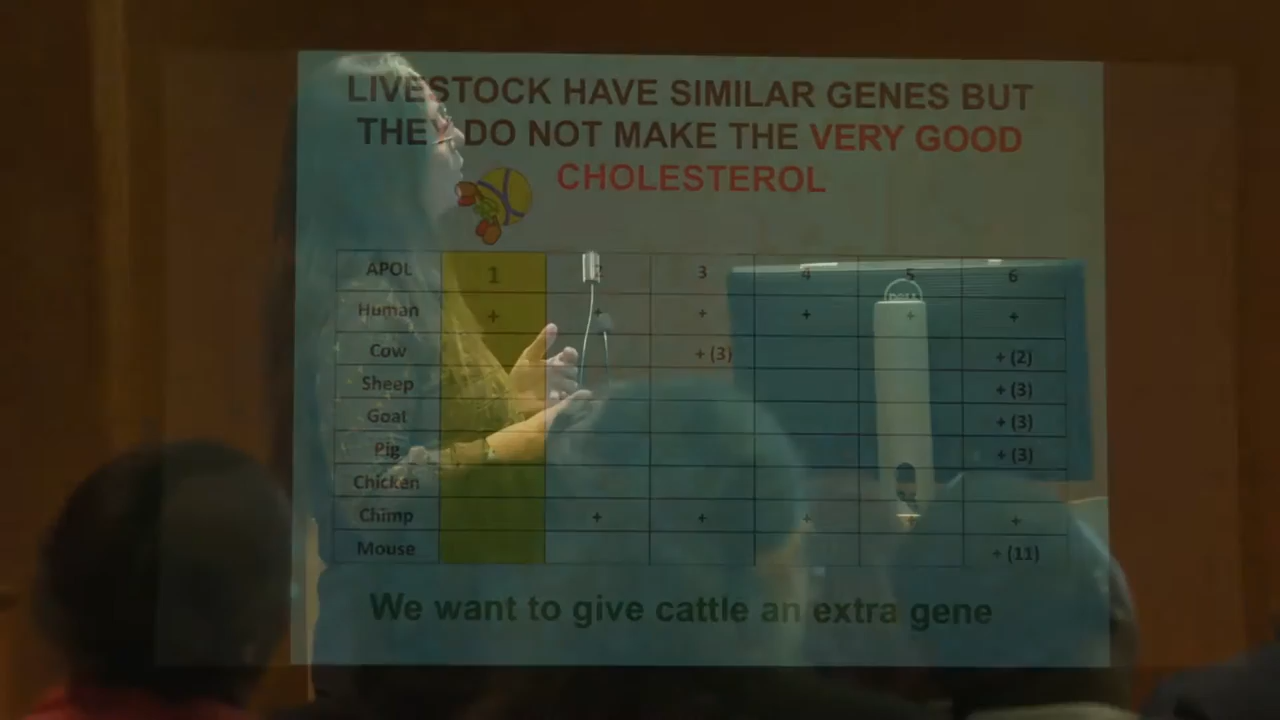 LIVESTOCK HAVE SIMILAR GENES BUT
THEY DO NOT MAKE THE VERY GOOD
CHOLESTEROL
APOL 1 2 3 4 5 6
Human + + + + + +
Cow + (3) + (2)
Sheep + (3)
Goat + (3)
Pig + (3)
Chicken
Chimp + + + + +
Mouse + (11)
We want to give cattle an extra gene
DELL